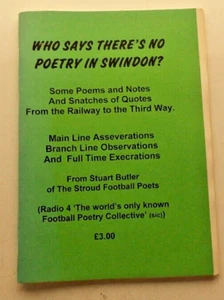 WHO SAYS THERE'S NO
POETRY IN SWINDON?
Some Poems and Notes
And Snatches of Quotes
From the Railway to the Third Way.
Main Line Asseverations
Branch Line Observations
And Full Time Execrations
From Stuart Butler
of The Stroud Football Poets
(Radio 4 'The world's only known
Football Poetry Collective' (sic))
£3.00